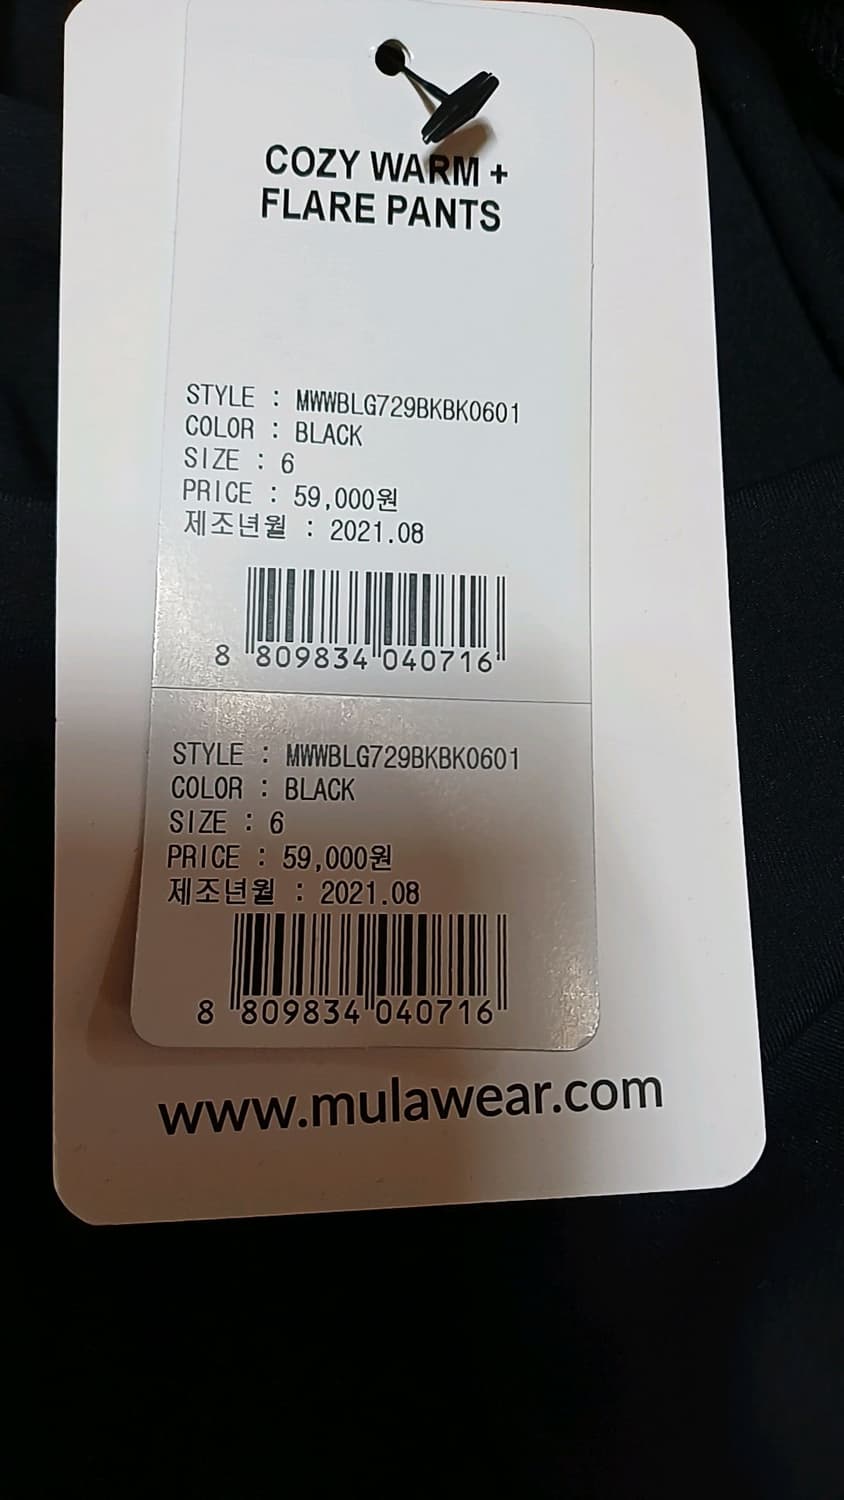 COZY WARM +
FLARE PANTS
STYLE : MWWBLG729BKBK0601
COLOR : BLACK
SIZE : 6
PRICE : 59,000원
제조년월 : 2021.08
8 809834 040716
STYLE : MWWBLG729BKBK0601
COLOR : BLACK
SIZE : 6
PRICE : 59,000원
제조년월 : 2021.08
8 809834 040716
www.mulawear.com